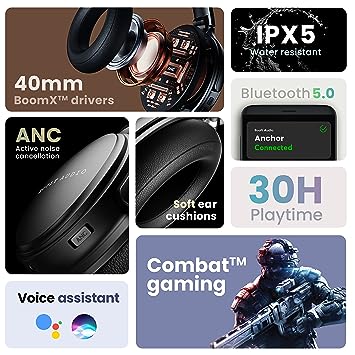 40mm
BoomX™ drivers
IPX5
Water resistant
Bluetooth 5.0
Anchor
Connected
ANC
Active noise
cancellation
Soft ear
cushions
30H
Playtime
Combat™
gaming
Voice assistant